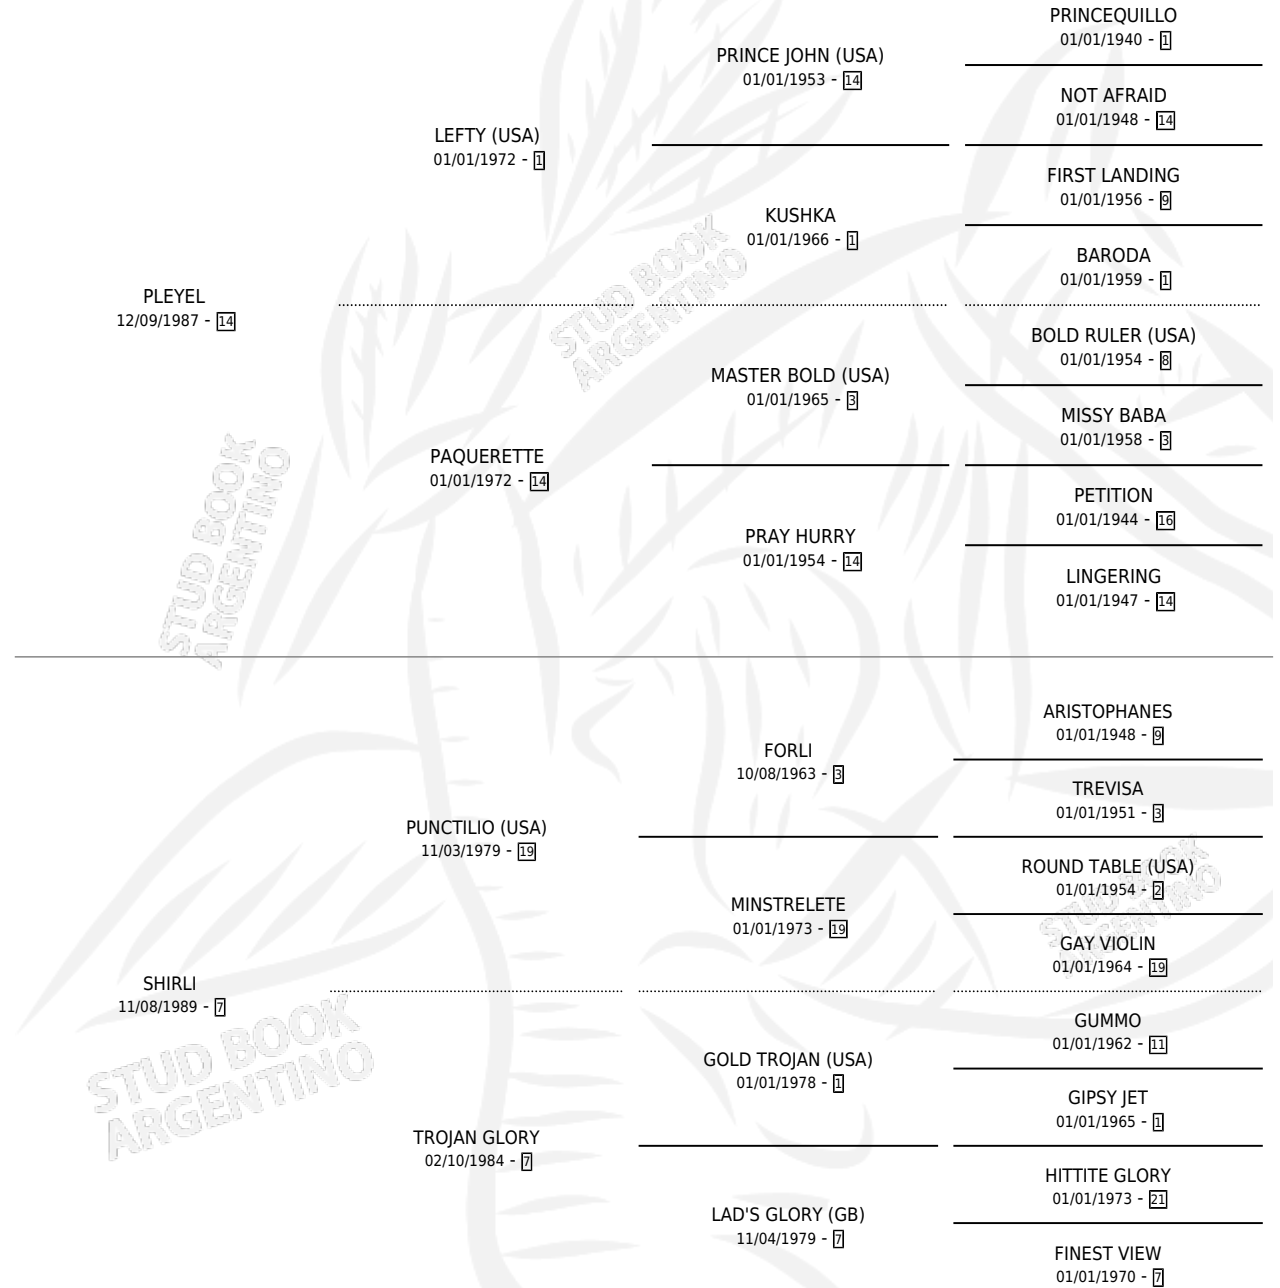 PRINCEQUILLO
01/01/1940 - 1
PRINCE JOHN (USA)
01/01/1953 - 14
NOT AFRAID
01/01/1948 - 14
LEFTY (USA)
01/01/1972 - 1
FIRST LANDING
01/01/1956 - 9
KUSHKA
01/01/1966 - 1
BARODA
01/01/1959 - 1
PLEYEL
12/09/1987 - 14
BOLD RULER (USA)
01/01/1954 - 8
MASTER BOLD (USA)
01/01/1965 - 3
MISSY BABA
01/01/1958 - 3
PAQUERETTE
01/01/1972 - 14
PETITION
01/01/1944 - 16
PRAY HURRY
01/01/1954 - 14
LINGERING
01/01/1947 - 14
STUD BOOK
ARGENTINO
STUD BOOK
ARGENTINO
ARISTOPHANES
01/01/1948 - 9
FORLI
10/08/1963 - 3
TREVISA
01/01/1951 - 3
PUNCTILIO (USA)
11/03/1979 - 19
ROUND TABLE (USA)
01/01/1954 - 2
MINSTRELETE
01/01/1973 - 19
GAY VIOLIN
01/01/1964 - 19
STUD BOOK
ARGENTINO
SHIRLI
11/08/1989 - 7
GUMMO
01/01/1962 - 11
GOLD TROJAN (USA)
01/01/1978 - 1
GIPSY JET
01/01/1965 - 1
STUD BOOK
ARGENTINO
TROJAN GLORY
02/10/1984 - 7
HITTITE GLORY
01/01/1973 - 21
LAD'S GLORY (GB)
11/04/1979 - 7
FINEST VIEW
01/01/1970 - 7